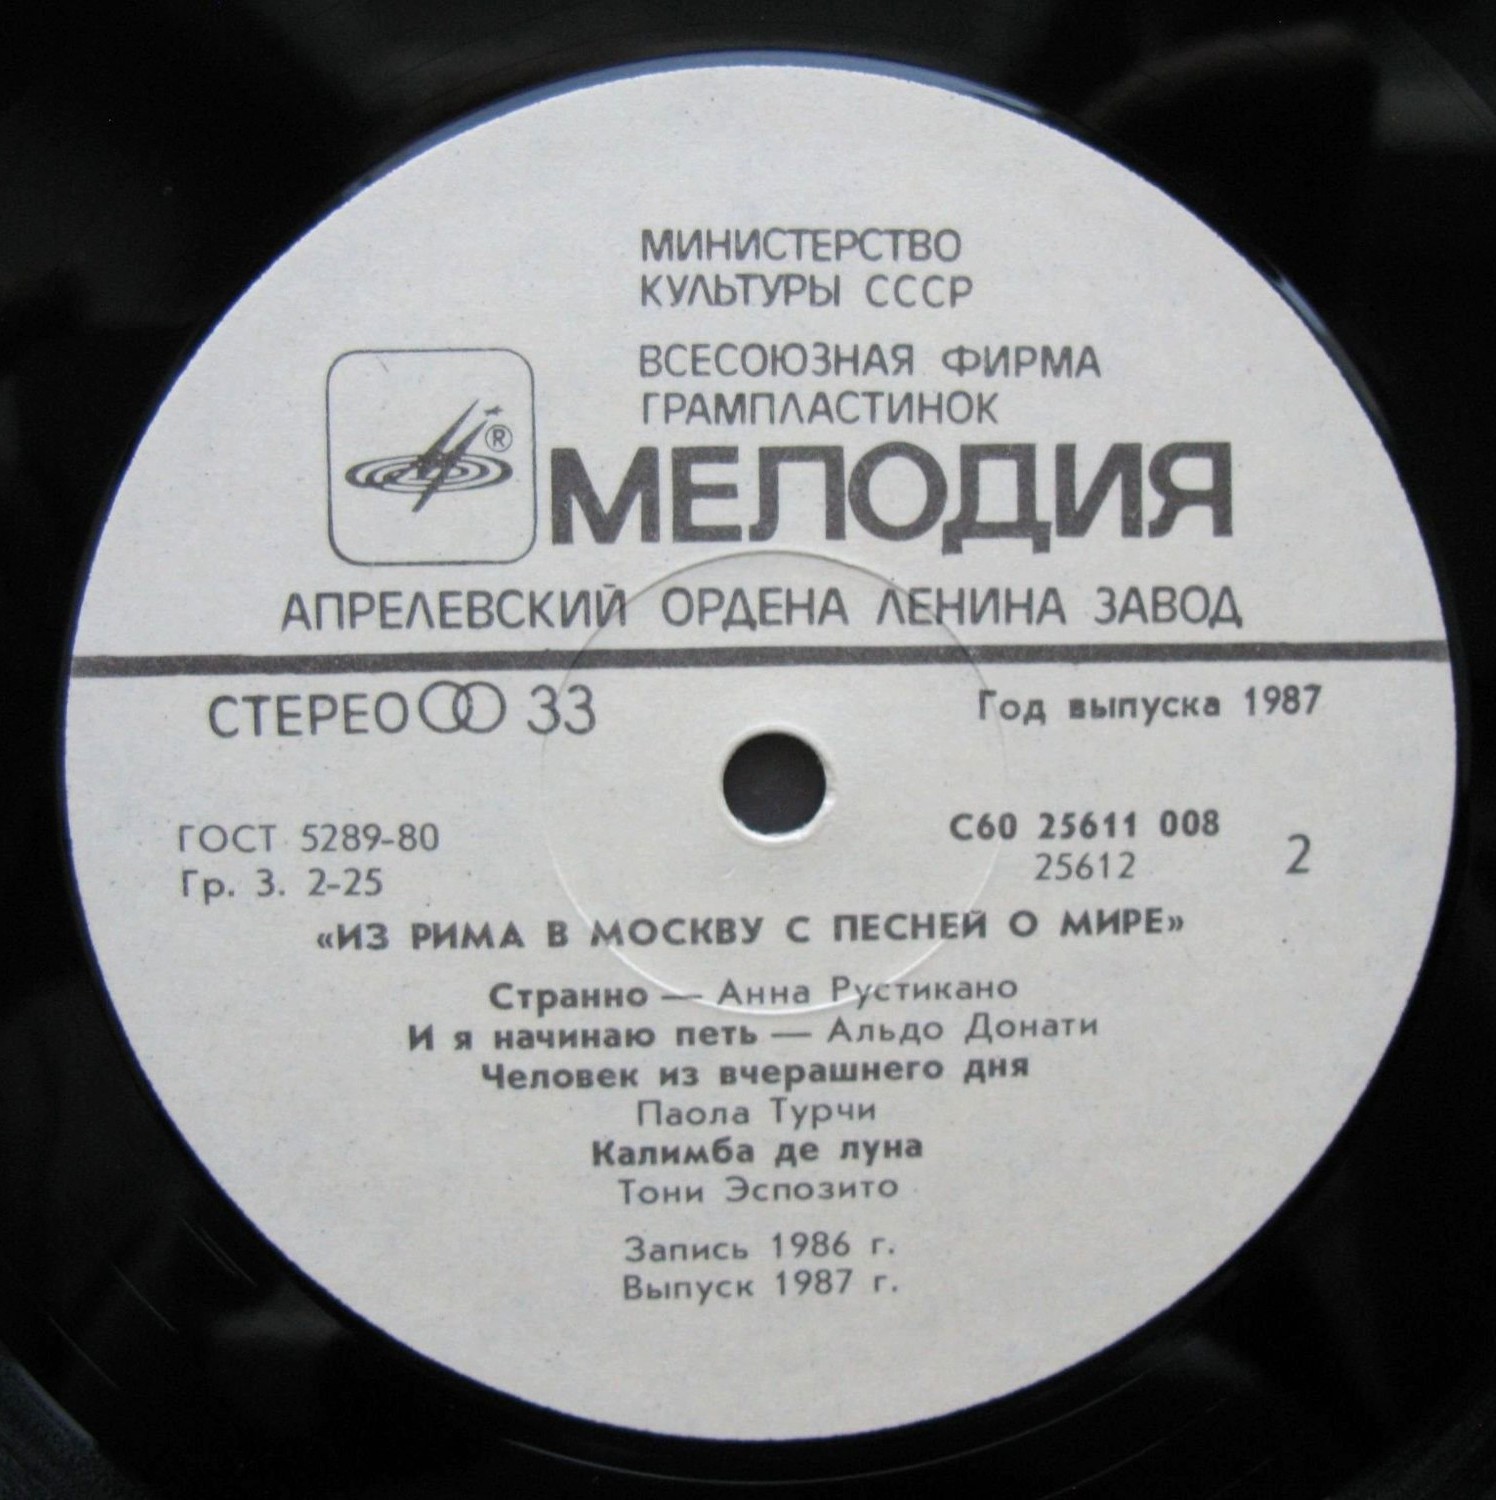 МИНИСТЕРСТВО
КУЛЬТУРЫ СССР
ВСЕСОЮЗНАЯ ФИРМА
ГРАМПЛАСТИНОК
®
МЕЛОДИЯ
АПРЕЛЕВСКИЙ ОРДЕНА ЛЕНИНА ЗАВОД
СТЕРЕО 33
Год выпуска 1987
ГОСТ 5289-80
Гр. 3. 2-25
С60 25611 008
25612
2
«ИЗ РИМА В МОСКВУ С ПЕСНЕЙ О МИРЕ»
Странно — Анна Рустикано
И я начинаю петь — Альдо Донати
Человек из вчерашнего дня
Паола Турчи
Калимба де луна
Тони Эспозито
Запись 1986 г.
Выпуск 1987 г.